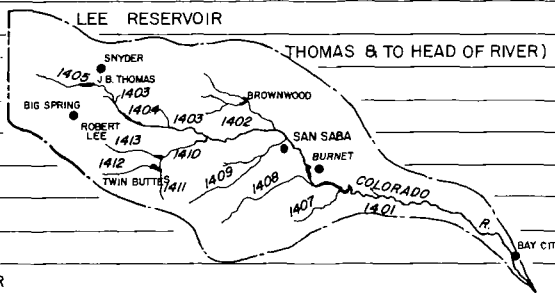 LEE RESERVOIR
THOMAS & TO HEAD OF RIVER)
SNYDER
1405
J.B. THOMAS
1403
BIG SPRING
1404
BROWNWOOD
ROBERT
LEE
1403
1402
1413
1410
SAN SABA
1412
BURNET
TWIN BUTTES
1411
1409
1408
COLORADO
1407
1401
R.
BAY CIT
R